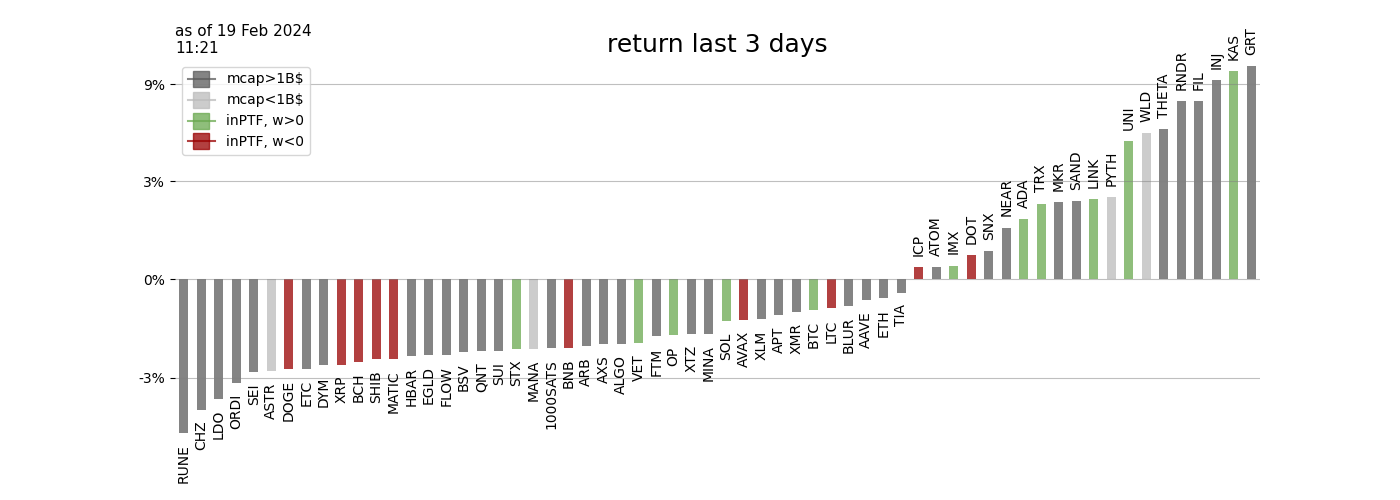 as of 19 Feb 2024
11:21
return last 3 days
mcap>1B$
mcap<1B$
inPTF, w>0
inPTF, w<0
9%
3%
0%
-3%
RUNE
CHZ
LDO
ORDI
SEI
ASTR
DOGE
ETC
DYM
XRP
BCH
SHIB
MATIC
HBAR
EGLD
FLOW
BSV
QNT
SUI
STX
MANA
1000SATS
BNB
ARB
AXS
ALGO
VET
FTM
OP
XTZ
MINA
SOL
AVAX
XLM
APT
XMR
BTC
LTC
BLUR
AAVE
ETH
TIA
ICP
ATOM
IMX
DOT
SNX
NEAR
ADA
TRX
MKR
SAND
LINK
PYTH
UNI
WLD
THETA
RNDR
FIL
INJ
KAS
GRT